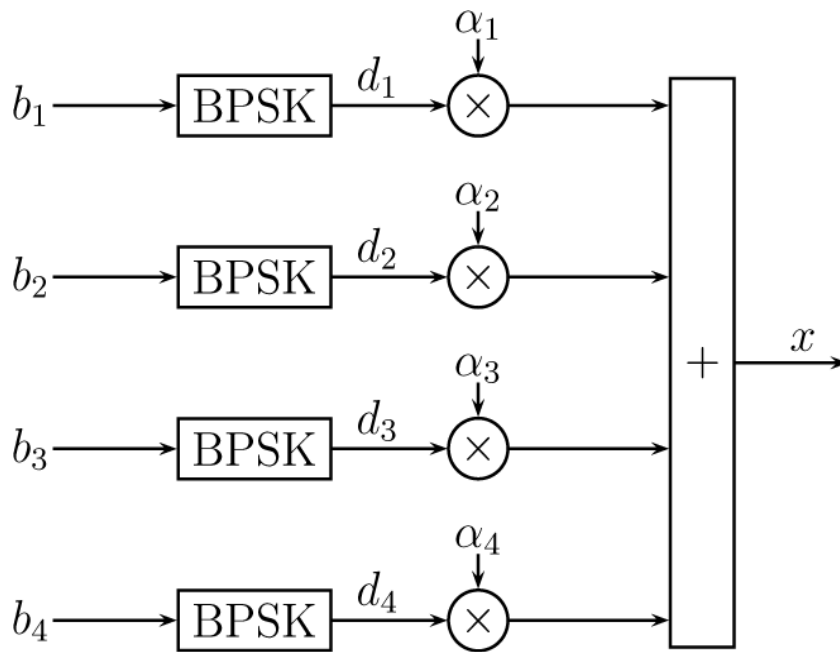 α₁
b₁ BPSK d₁ ×
α₂
b₂ BPSK d₂ ×
+ x
α₃
b₃ BPSK d₃ ×
α₄
b₄ BPSK d₄ ×